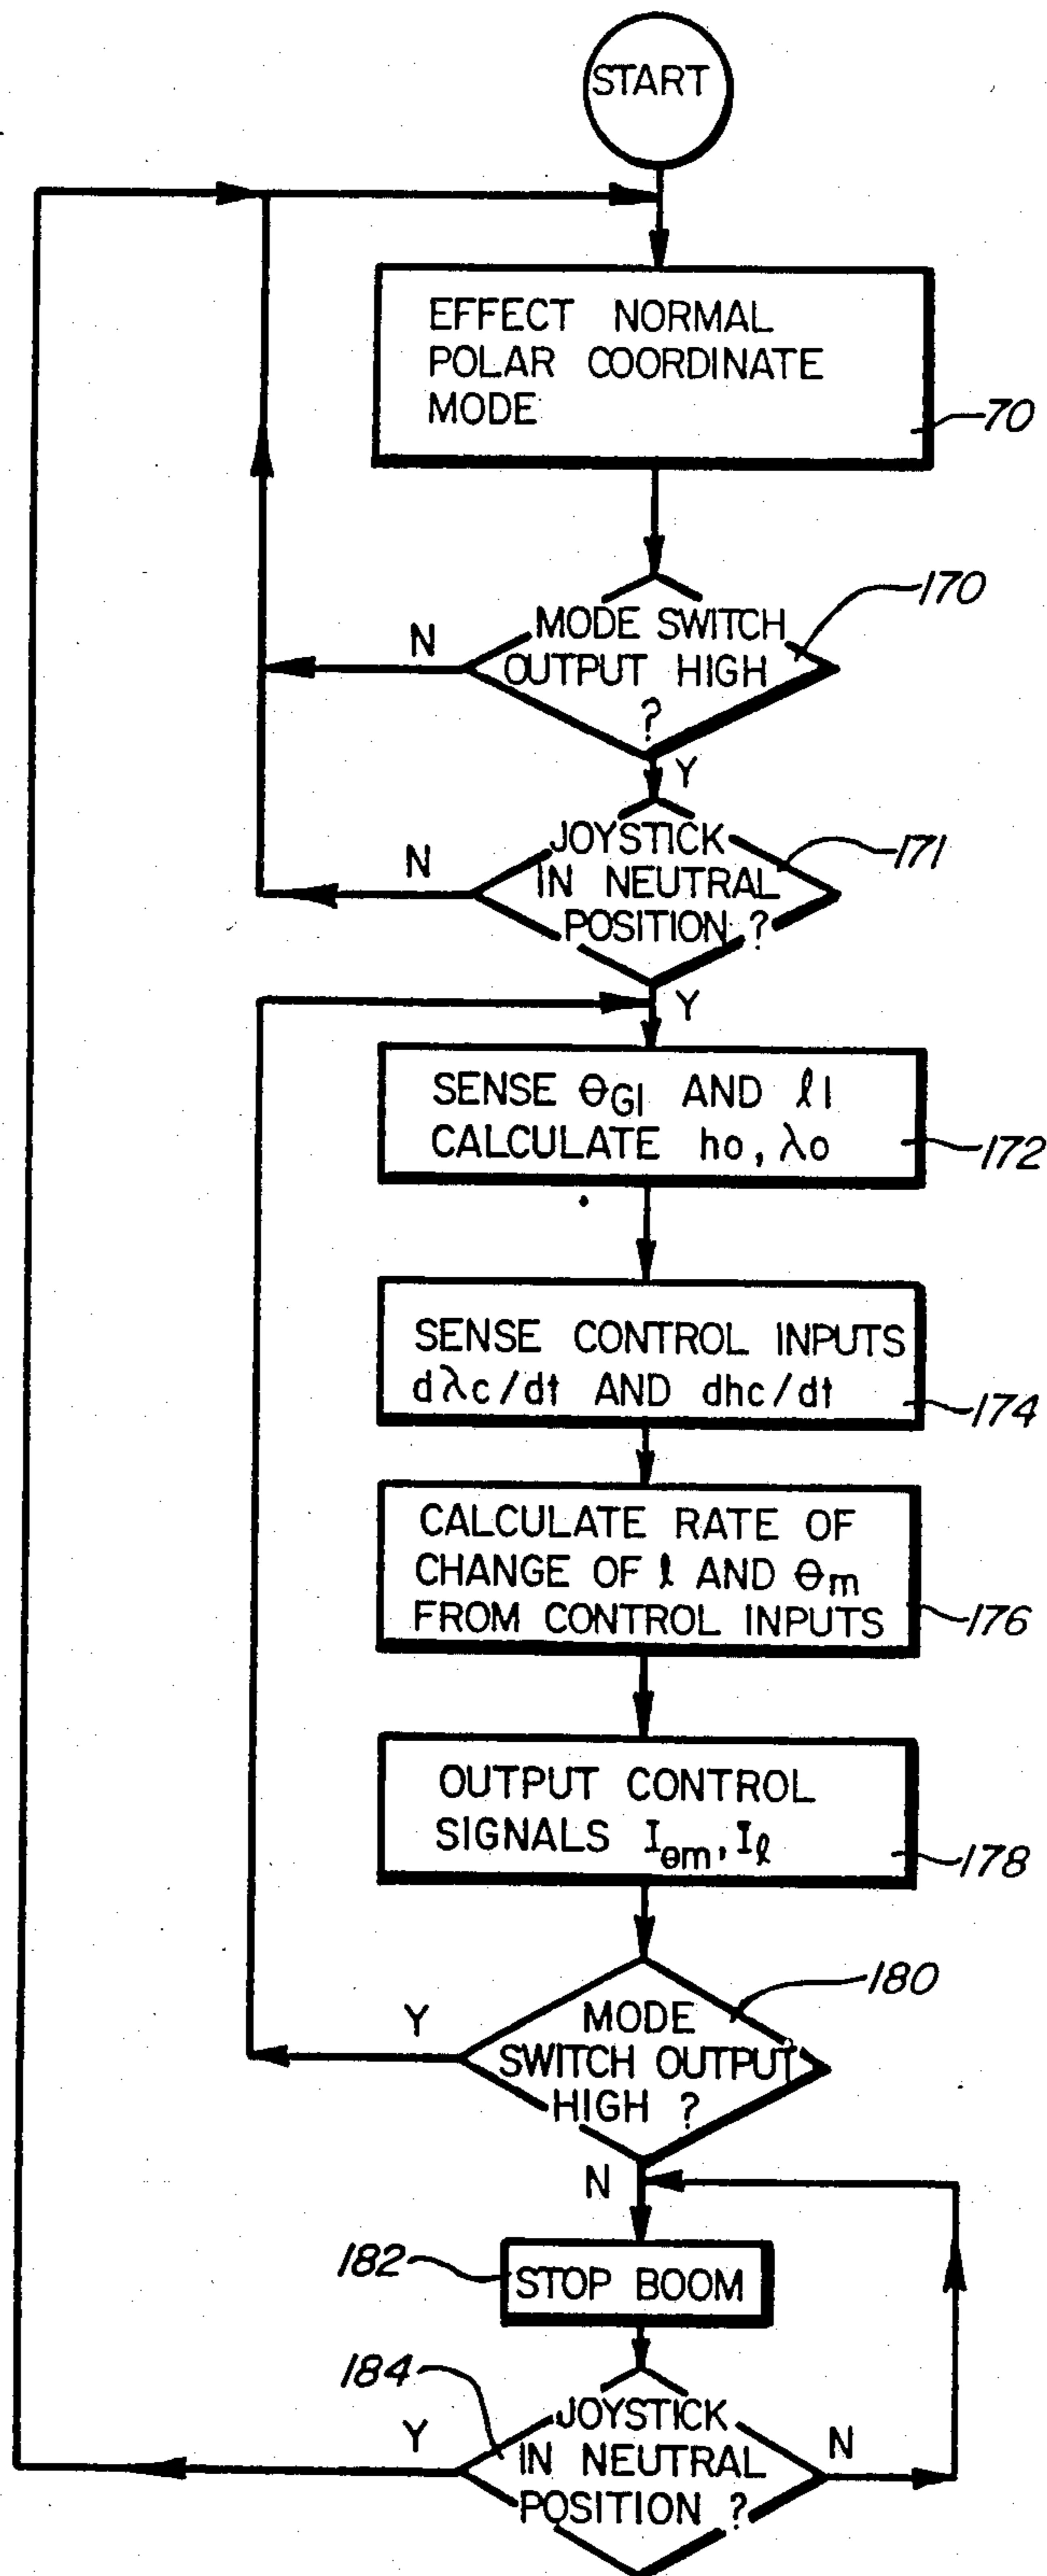 START
EFFECT NORMAL
POLAR COORDINATE
MODE
70
170
MODE SWITCH
OUTPUT HIGH
?
N
Y
JOYSTICK
IN NEUTRAL
POSITION ?
171
N
Y
SENSE θGl AND ℓl
CALCULATE ho, λo
172
SENSE CONTROL INPUTS
dλc/dt AND dhc/dt
174
CALCULATE RATE OF
CHANGE OF ℓ AND θm
FROM CONTROL INPUTS
176
OUTPUT CONTROL
SIGNALS Iθm, Iℓ
178
180
MODE
SWITCH OUTPUT
HIGH ?
Y
N
182
STOP BOOM
184
JOYSTICK
IN NEUTRAL
POSITION ?
Y
N